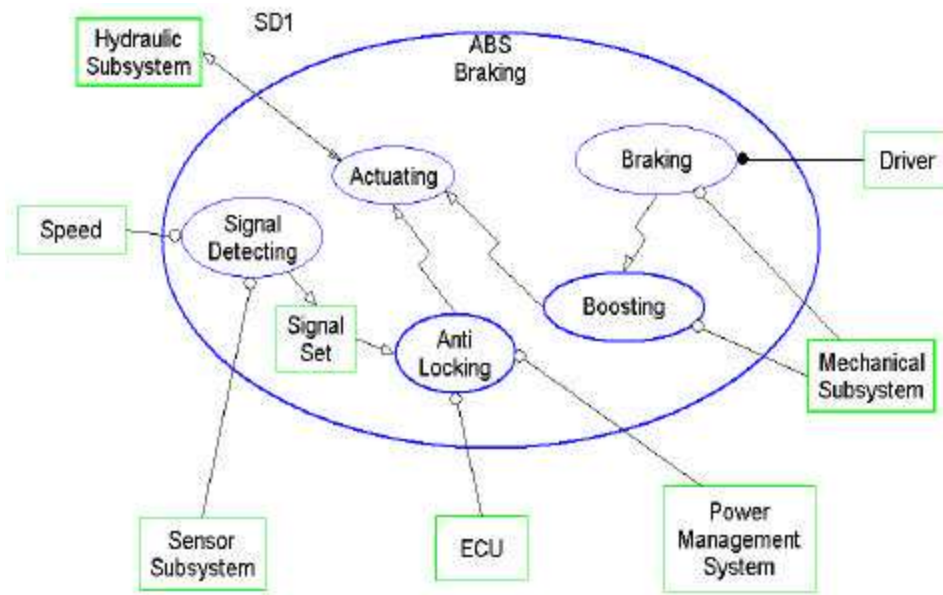 SD1
Hydraulic
Subsystem
ABS
Braking
Actuating
Braking
Driver
Speed
Signal
Detecting
Signal
Set
Anti
Locking
Boosting
Mechanical
Subsystem
Sensor
Subsystem
ECU
Power
Management
System